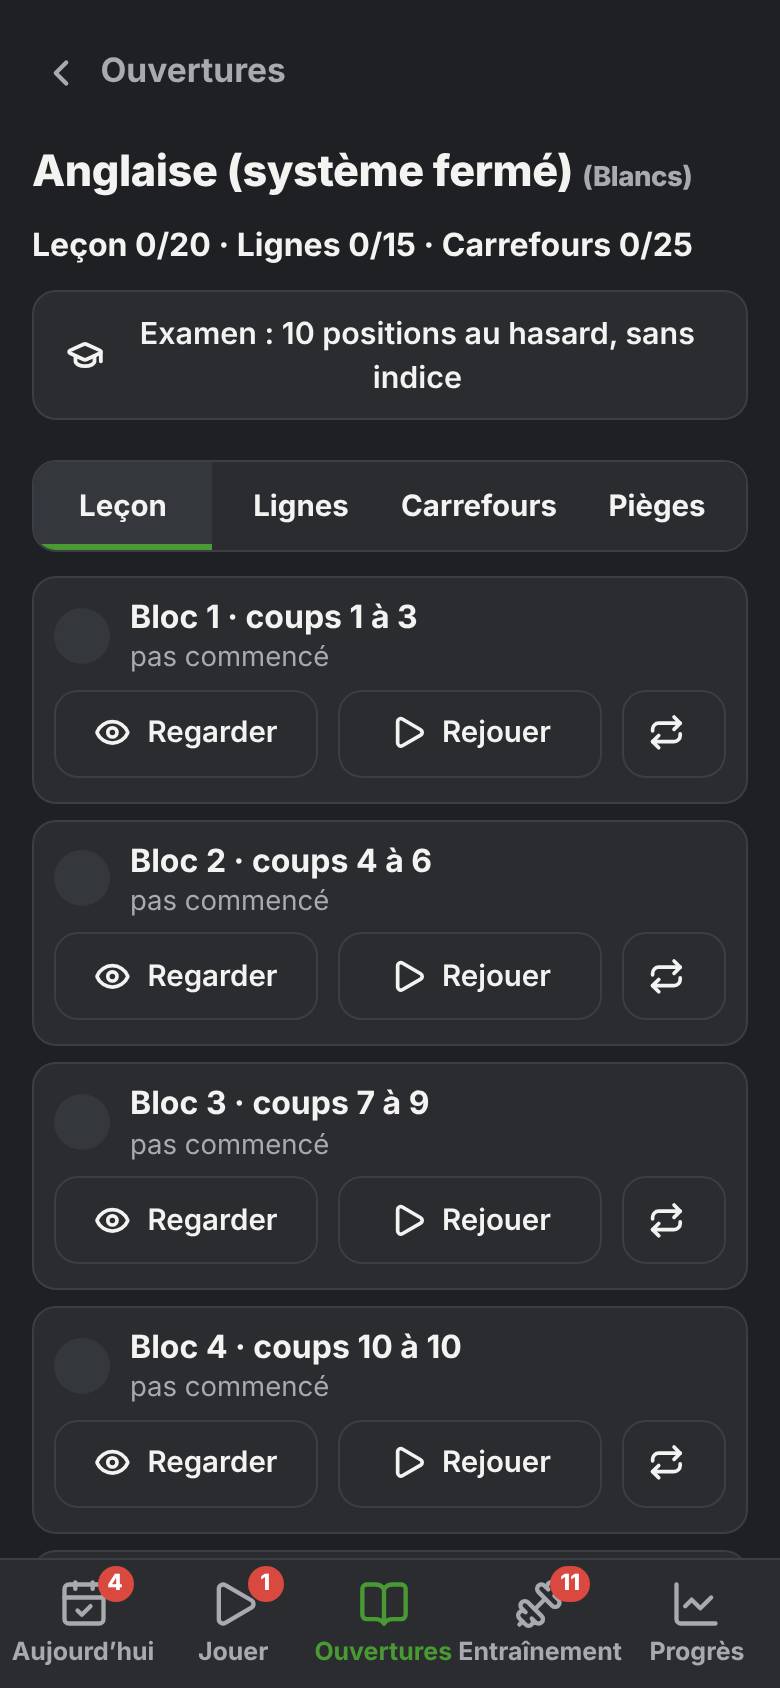 Ouvertures
Anglaise (système fermé) (Blancs)
Leçon 0/20 · Lignes 0/15 · Carrefours 0/25
Examen : 10 positions au hasard, sans
indice
Leçon Lignes Carrefours Pièges
Bloc 1 · coups 1 à 3
pas commencé
Regarder Rejouer
Bloc 2 · coups 4 à 6
pas commencé
Regarder Rejouer
Bloc 3 · coups 7 à 9
pas commencé
Regarder Rejouer
Bloc 4 · coups 10 à 10
pas commencé
Regarder Rejouer
4 1 11
Aujourd’hui Jouer Ouvertures Entraînement Progrès